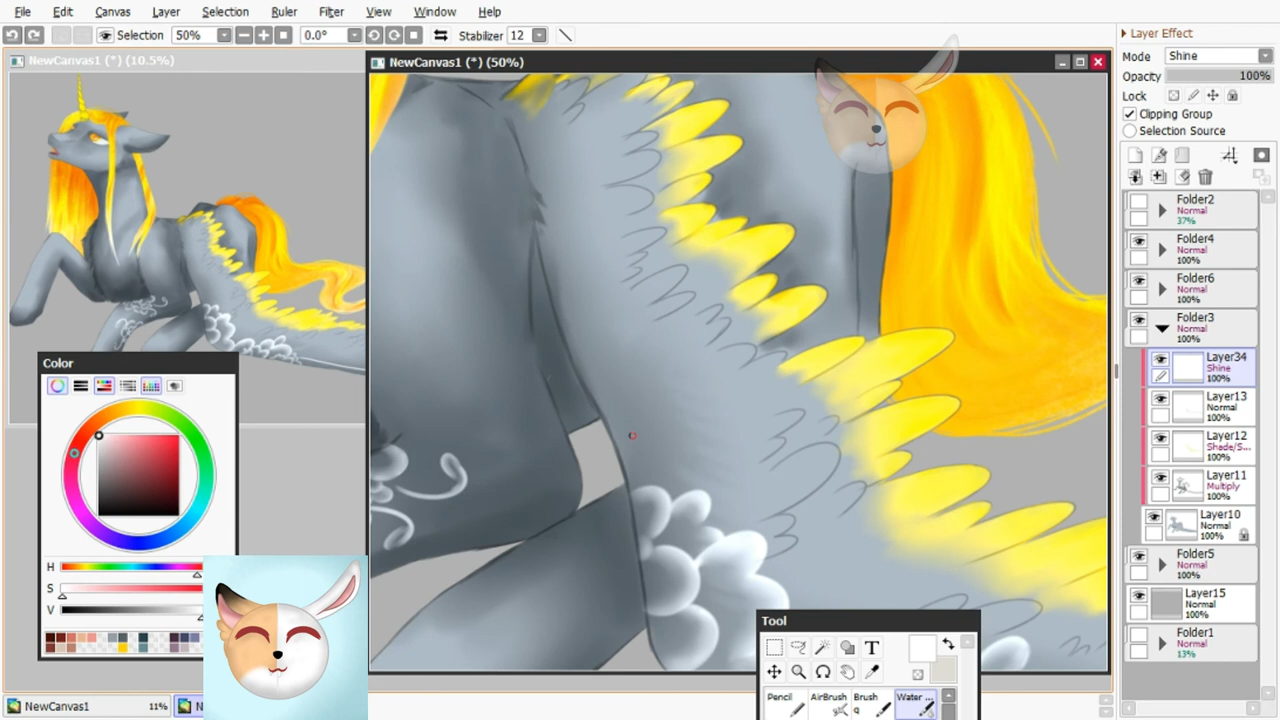 File Edit Canvas Layer Selection Ruler Filter View Window Help
Selection 50% 0.0° Stabilizer 12
NewCanvas1 (*) (10.5%)
NewCanvas1 (*) (50%)
Color
H
S
V
Tool
T
Pencil AirBrush Brush Water ...
NewCanvas1 11% N
Layer Effect
Mode Shine
Opacity 100%
Lock
Clipping Group
Selection Source
Folder2
Normal
37%
Folder4
Normal
100%
Folder6
Normal
100%
Folder3
Normal
100%
Layer34
Shine
100%
Layer13
Normal
100%
Layer12
Shade/S...
100%
Layer11
Multiply
100%
Layer10
Normal
100%
Folder5
Normal
100%
Layer15
Normal
100%
Folder1
Normal
13%